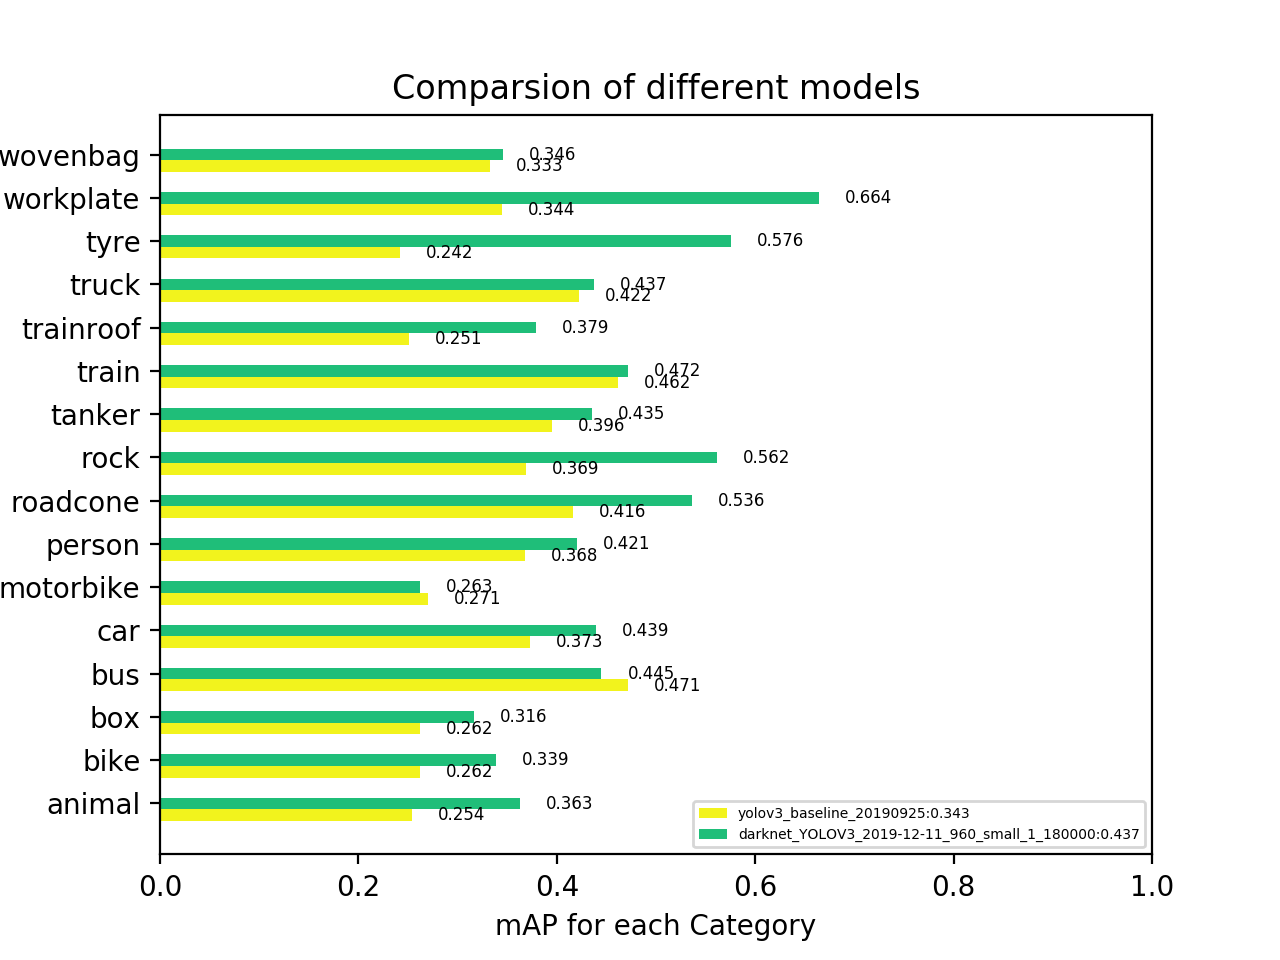 Comparsion of different models
wovenbag 0.346
0.333
workplate 0.664
0.344
tyre 0.576
0.242
truck 0.437
0.422
trainroof 0.379
0.251
train 0.472
0.462
tanker 0.435
0.396
rock 0.562
0.369
roadcone 0.536
0.416
person 0.421
0.368
motorbike 0.263
0.271
car 0.439
0.373
bus 0.445
0.471
box 0.316
0.262
bike 0.339
0.262
animal 0.363
0.254
yolov3_baseline_20190925:0.343
darknet_YOLOV3_2019-12-11_960_small_1_180000:0.437
0.0 0.2 0.4 0.6 0.8 1.0
mAP for each Category